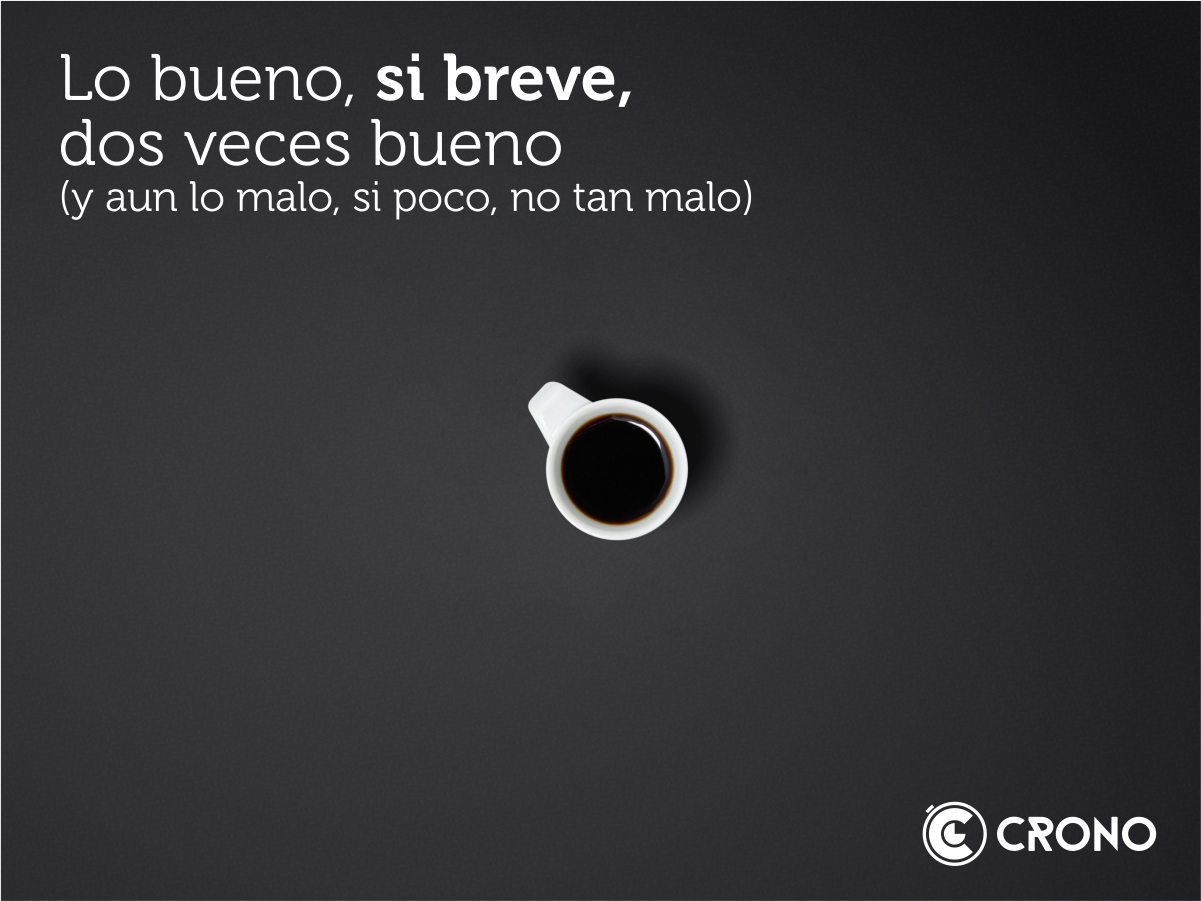 Lo bueno, si breve,
dos veces bueno
(y aun lo malo, si poco, no tan malo)
CRONO